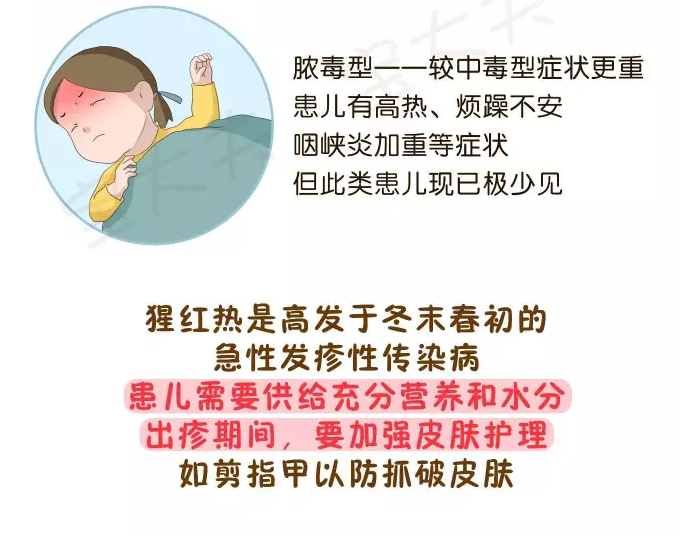 脓毒型——较中毒型症状更重
患儿有高热、烦躁不安
咽峡炎加重等症状
但此类患儿现已极少见
猩红热是高发于冬末春初的
急性发疹性传染病
患儿需要供给充分营养和水分
出疹期间，要加强皮肤护理
如剪指甲以防抓破皮肤